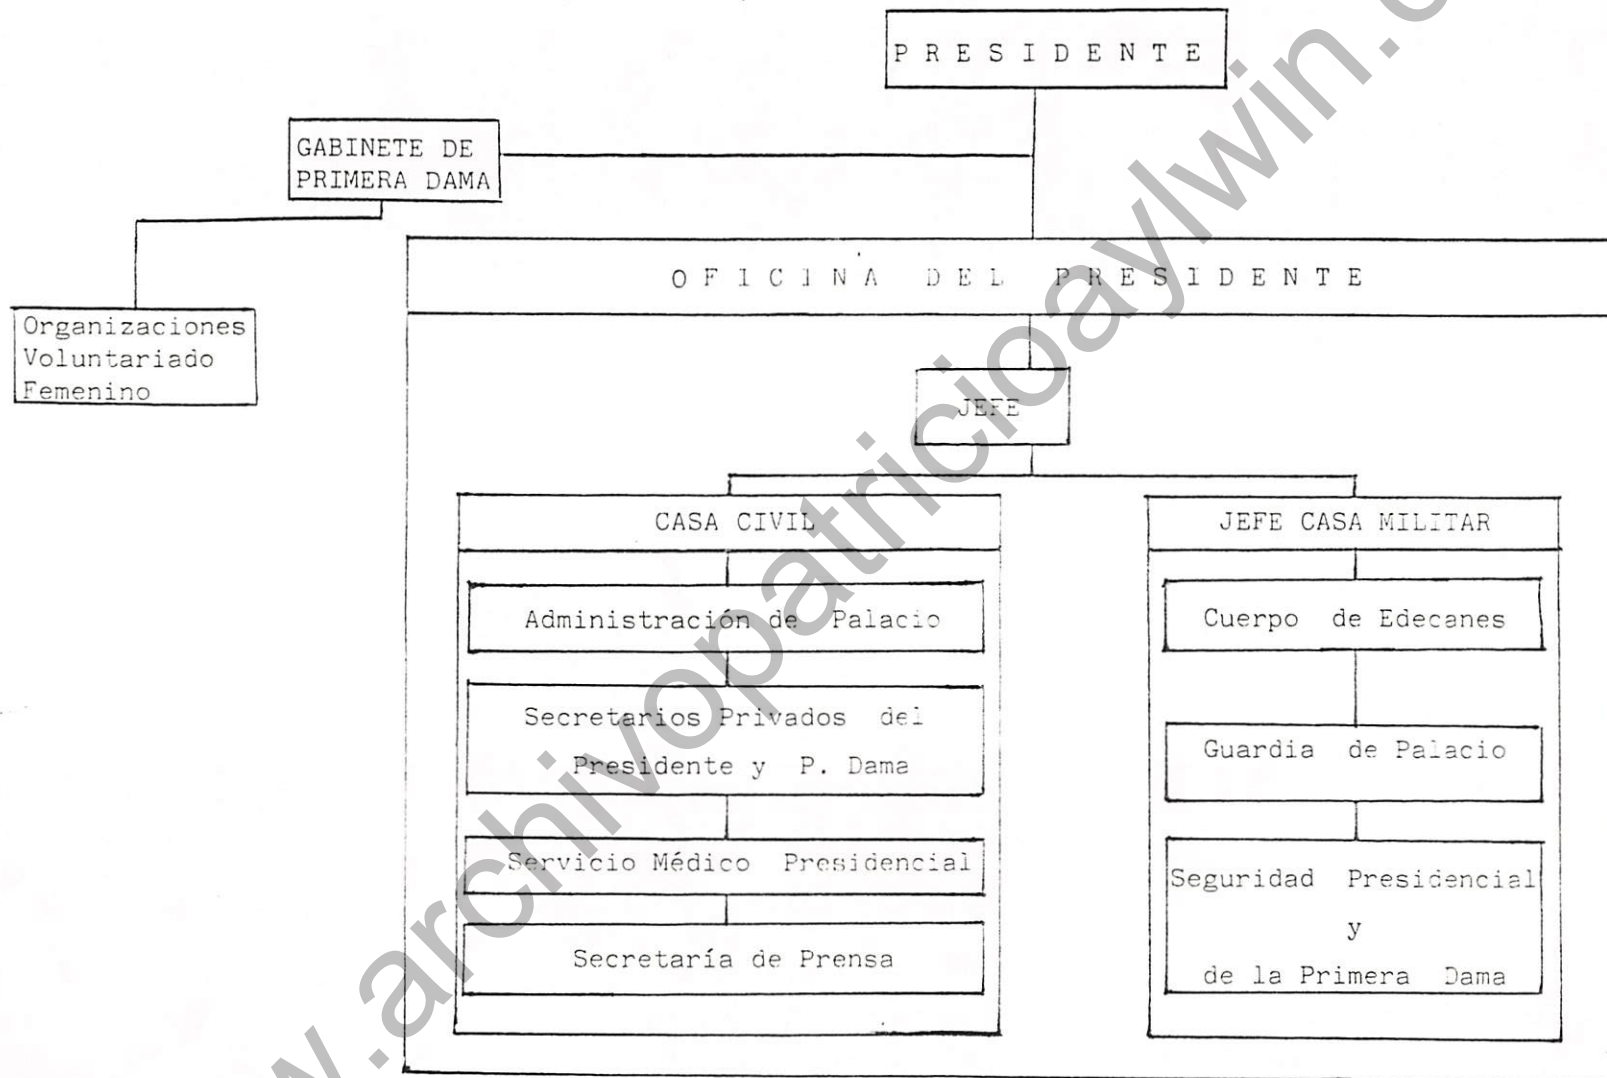 PRESIDENTE
GABINETE DE
PRIMERA DAMA
OFICINA DEL PRESIDENTE
Organizaciones
Voluntariado
Femenino
JEFE
CASA CIVIL
Administración de Palacio
Secretarios Privados del
Presidente y P. Dama
Servicio Médico Presidencial
Secretaría de Prensa
JEFE CASA MILITAR
Cuerpo de Edecanes
Guardia de Palacio
Seguridad Presidencial
y
de la Primera Dama
w.archivopatricioaylwin.c